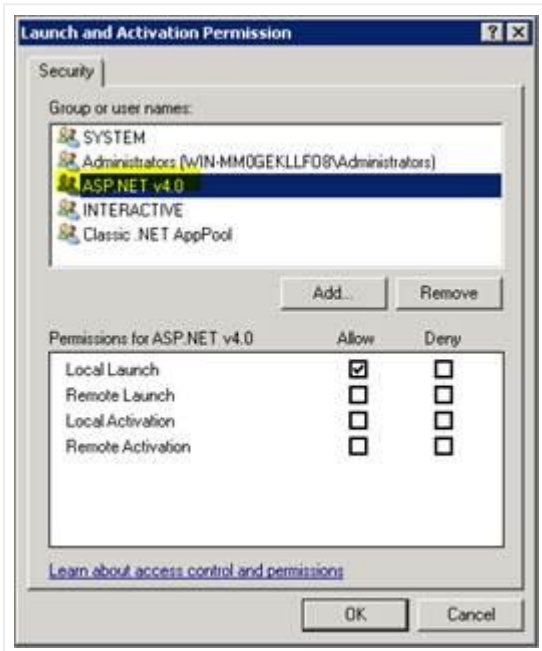 Launch and Activation Permission
Security
Group or user names:
SYSTEM
Administrators (WIN-MM0GEKLLFO8\Administrators)
ASP.NET v4.0
INTERACTIVE
Classic .NET AppPool
Add... Remove
Permissions for ASP.NET v4.0 Allow Deny
Local Launch
Remote Launch
Local Activation
Remote Activation
Learn about access control and permissions
OK Cancel